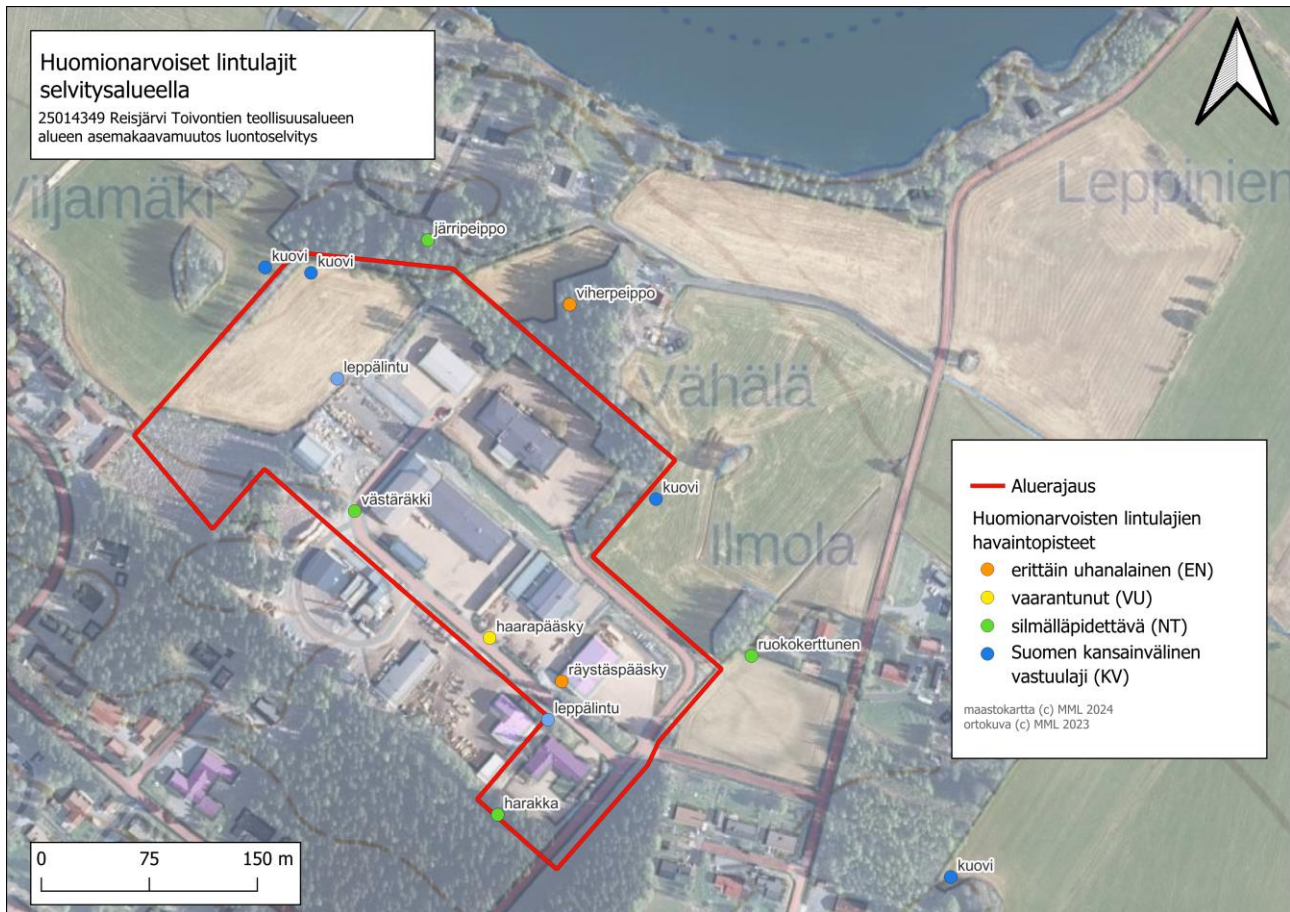 Huomionarvoiset lintulajit
selvitysalueella
25014349 Reisjärvi Toivontien teollisuusalueen
alueen asemakaavamuutos luontoselvitys
Viljamäki
Leppiniem
järripeippo
kuovi
kuovi
viherpeippo
leppälintu
Vähälä
kuovi
västäräkki
Ilmola
haarapääsky
ruokokerttunen
räystäspääsky
leppälintu
harakka
kuovi
Aluerajaus
Huomionarvoisten lintulajien
havaintopisteet
erittäin uhanalainen (EN)
vaarantunut (VU)
silmälläpidettävä (NT)
Suomen kansainvälinen
vastuulaji (KV)
maastokartta (c) MML 2024
ortokuva (c) MML 2023
0 75 150 m